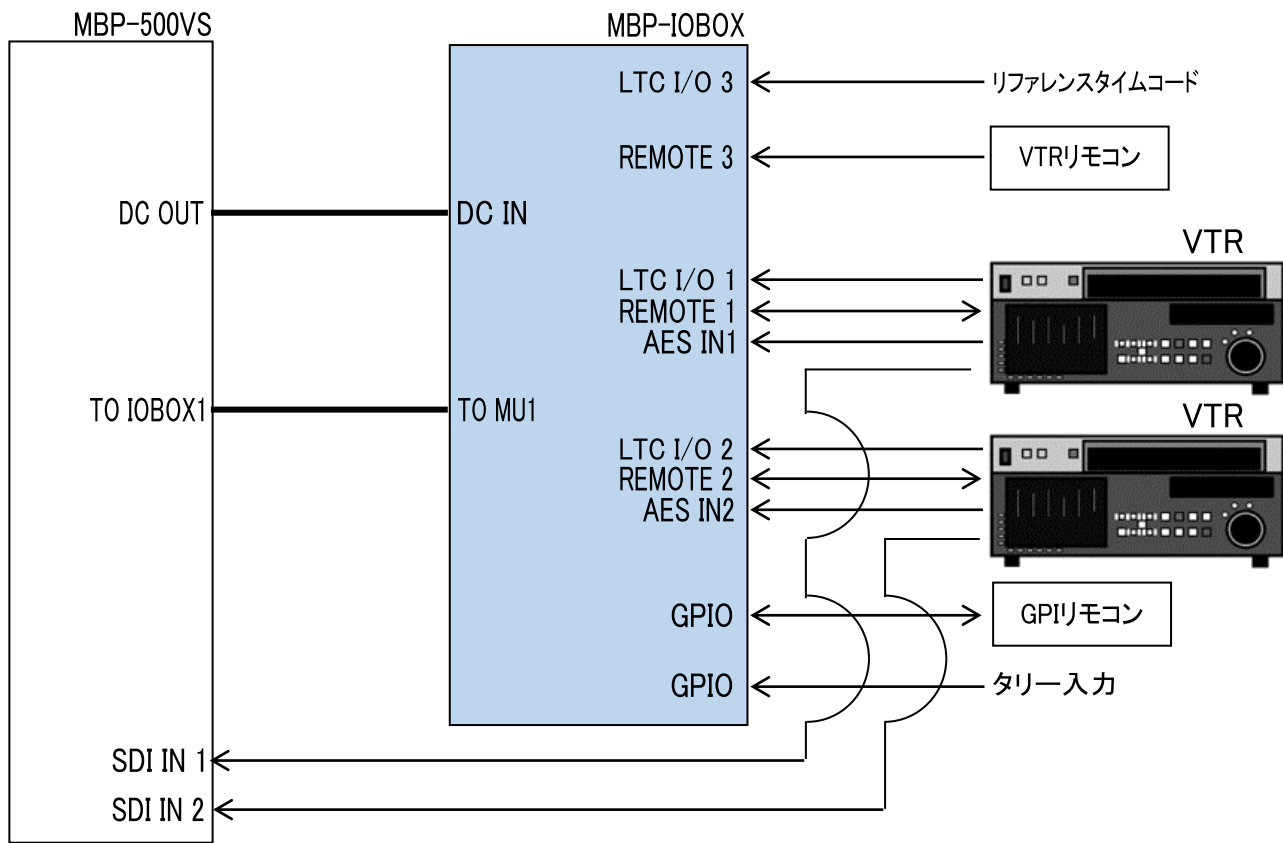 MBP-500VS
MBP-IOBOX
LTC I/O 3
リファレンスタイムコード
REMOTE 3
VTRリモコン
DC OUT
DC IN
VTR
LTC I/O 1
REMOTE 1
AES IN1
TO IOBOX1
TO MU1
VTR
LTC I/O 2
REMOTE 2
AES IN2
GPIO
GPIリモコン
GPIO
タリー入力
SDI IN 1
SDI IN 2